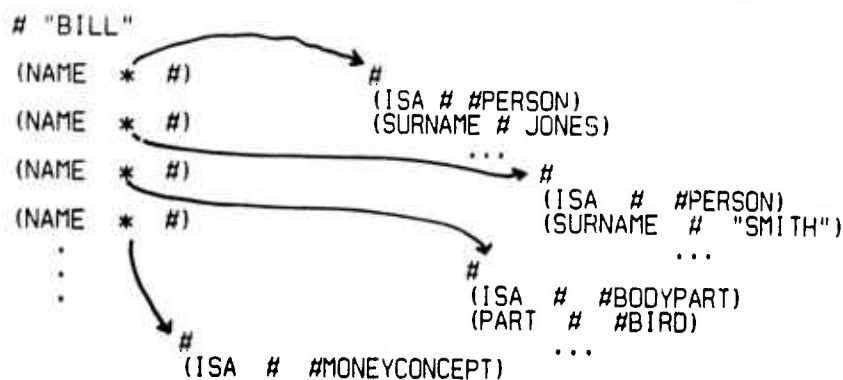 # "BILL"
(NAME * #)
#
(ISA # #PERSON)
(SURNAME # JONES)
...
(NAME * #)
#
(ISA # #PERSON)
(SURNAME # "SMITH")
...
(NAME * #)
#
(ISA # #BODYPART)
(PART # #BIRD)
...
(NAME * #)
#
(ISA # #MONEYCONCEPT)
.
.
.